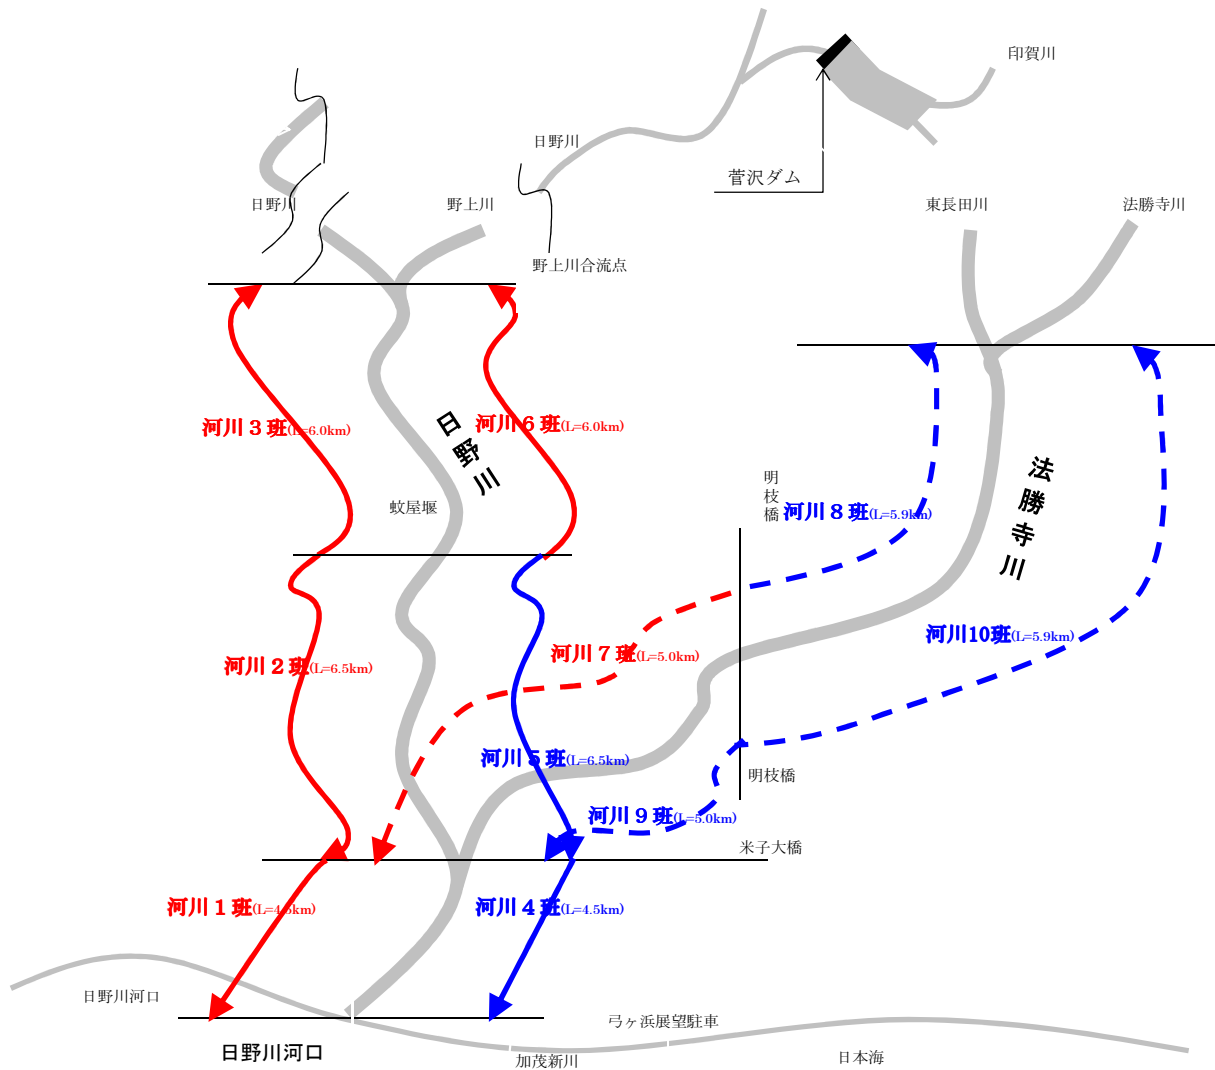 印賀川
日野川
菅沢ダム
日野川
野上川
東長田川
法勝寺川
野上川合流点
河川３班(L=6.0km)
日野川
河川６班(L=6.0km)
蚊屋堰
明枝橋
河川８班(L=5.9km)
法勝寺川
河川10班(L=5.9km)
河川７班(L=5.0km)
河川２班(L=6.5km)
河川５班(L=6.5km)
明枝橋
河川９班(L=5.0km)
米子大橋
河川１班(L=4.5km)
河川４班(L=4.5km)
日野川河口
弓ヶ浜展望駐車
日野川河口
加茂新川
日本海